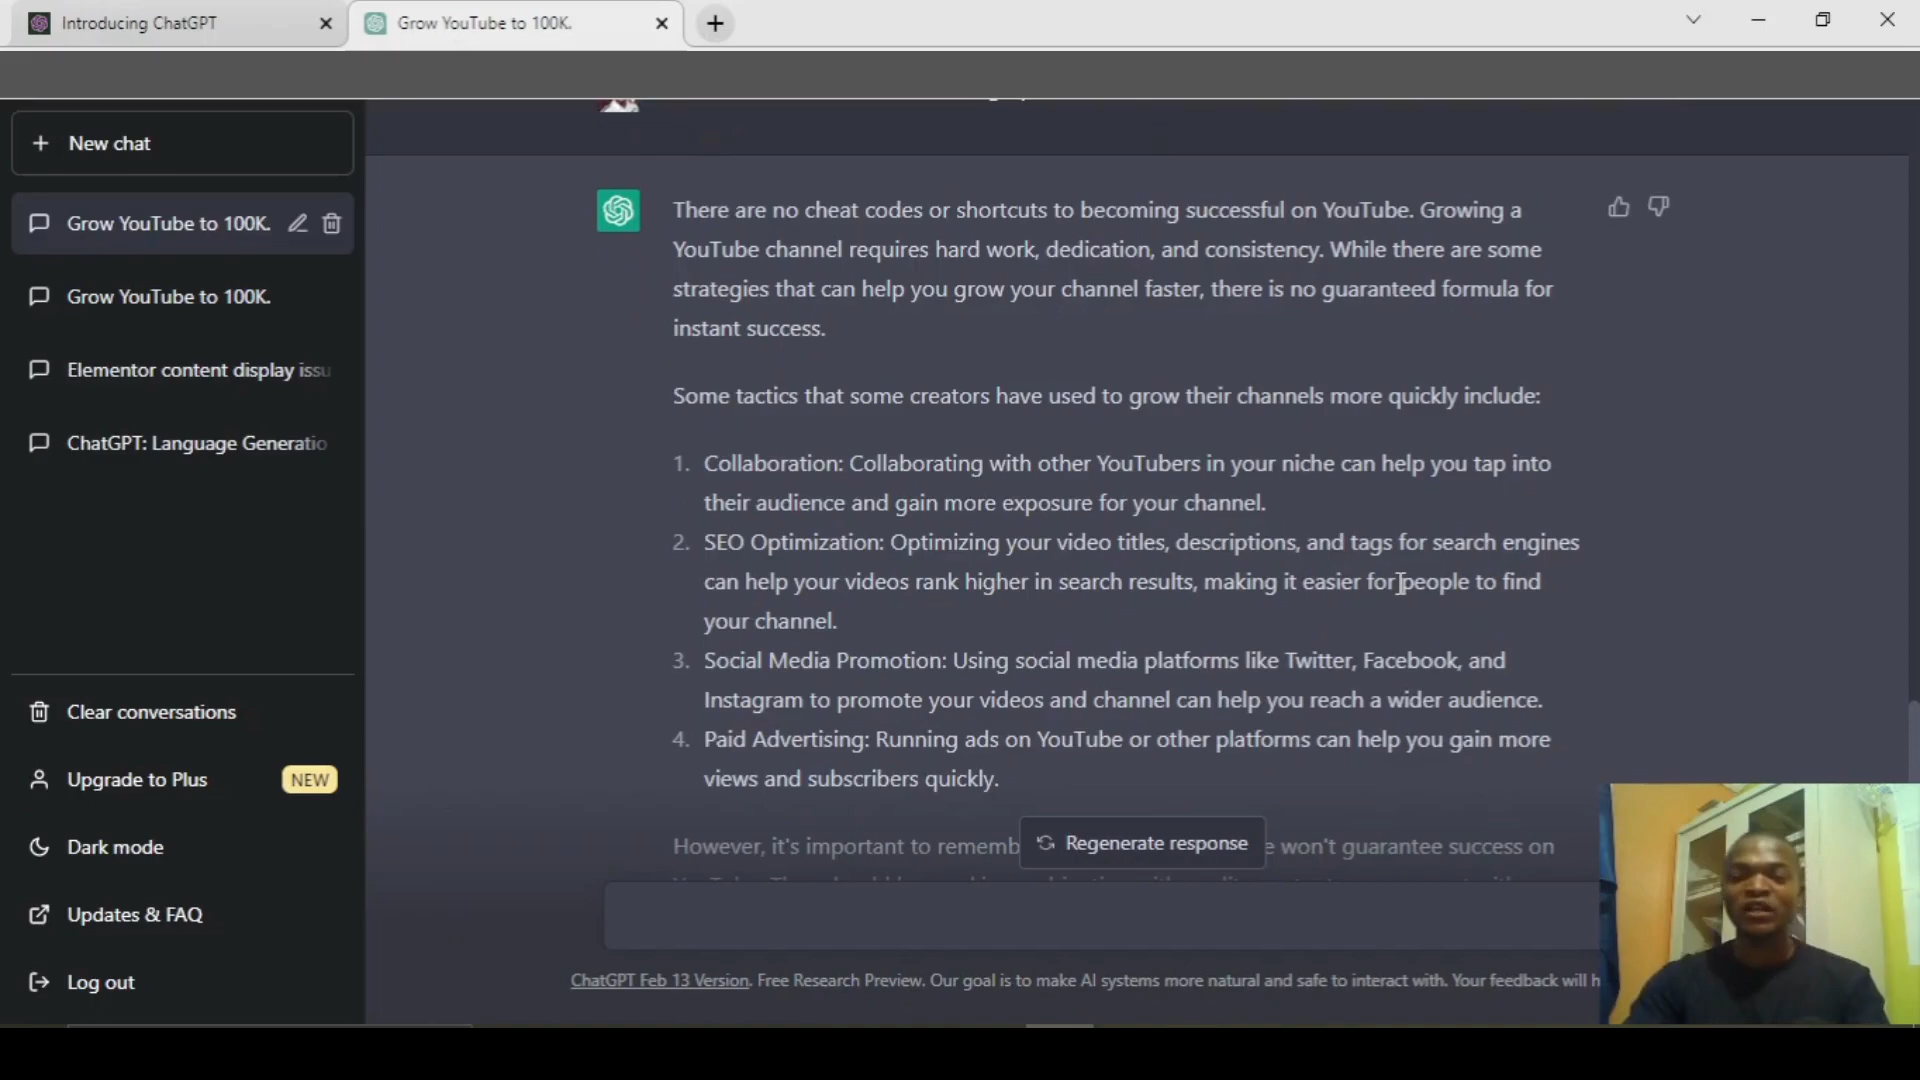 Introducing ChatGPT
Grow YouTube to 100K.
New chat
Grow YouTube to 100K.
Grow YouTube to 100K.
Elementor content display issu
ChatGPT: Language Generatio
Clear conversations
Upgrade to Plus NEW
Dark mode
Updates & FAQ
Log out
There are no cheat codes or shortcuts to becoming successful on YouTube. Growing a
YouTube channel requires hard work, dedication, and consistency. While there are some
strategies that can help you grow your channel faster, there is no guaranteed formula for
instant success.
Some tactics that some creators have used to grow their channels more quickly include:
1. Collaboration: Collaborating with other YouTubers in your niche can help you tap into
their audience and gain more exposure for your channel.
2. SEO Optimization: Optimizing your video titles, descriptions, and tags for search engines
can help your videos rank higher in search results, making it easier for people to find
your channel.
3. Social Media Promotion: Using social media platforms like Twitter, Facebook, and
Instagram to promote your videos and channel can help you reach a wider audience.
4. Paid Advertising: Running ads on YouTube or other platforms can help you gain more
views and subscribers quickly.
However, it's important to rememb
Regenerate response
e won't guarantee success on
ChatGPT Feb 13 Version. Free Research Preview. Our goal is to make AI systems more natural and safe to interact with. Your feedback will h